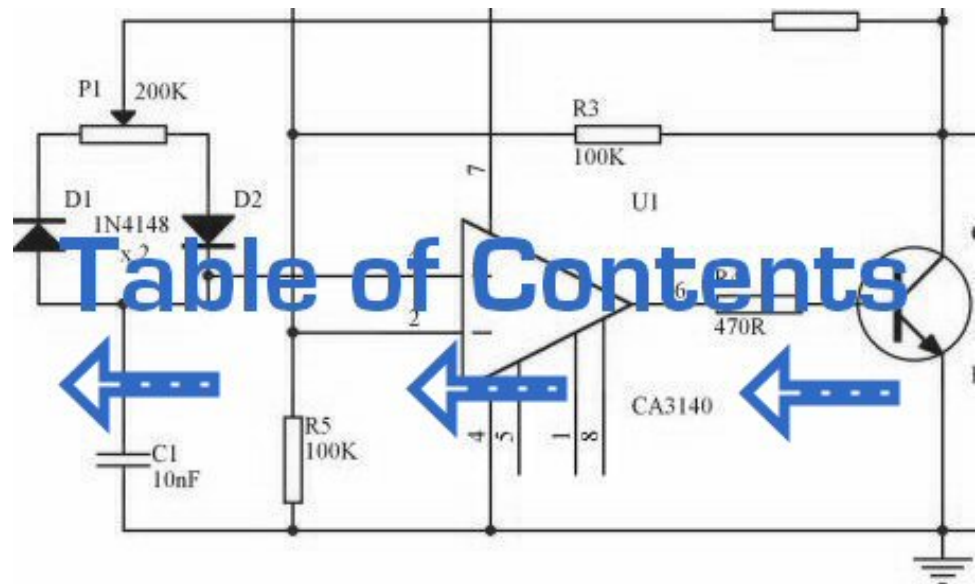 P1
200K
R3
100K
7
U1
D1
D2
1N4148
x 2
Table of Contents
6
2
470R
CA3140
R5
100K
4
5
1
8
C1
10nF